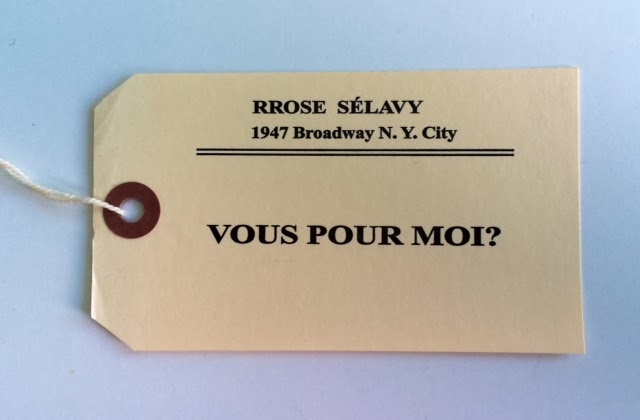 RROSE SÉLAVY
1947 Broadway N. Y. City
VOUS POUR MOI?